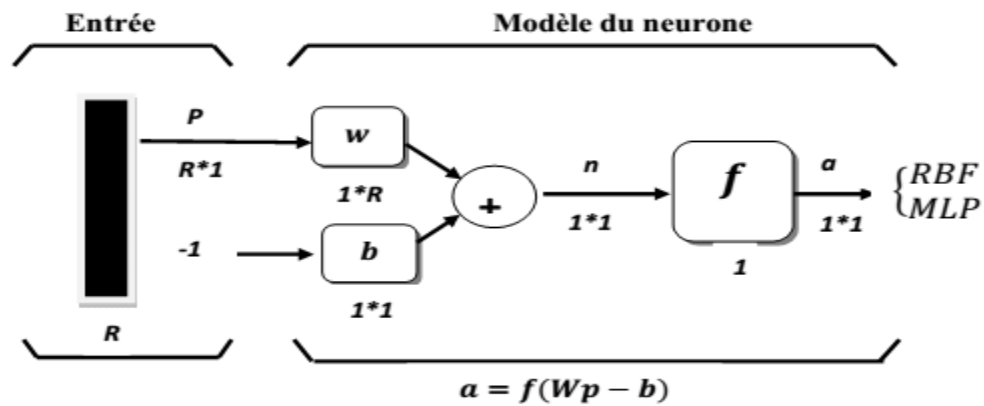 Entrée
Modèle du neurone
P
R*1
w
1*R
-1
b
1*1
R
+
n
1*1
f
1
a
1*1
{RBF
MLP
a = f(Wp − b)